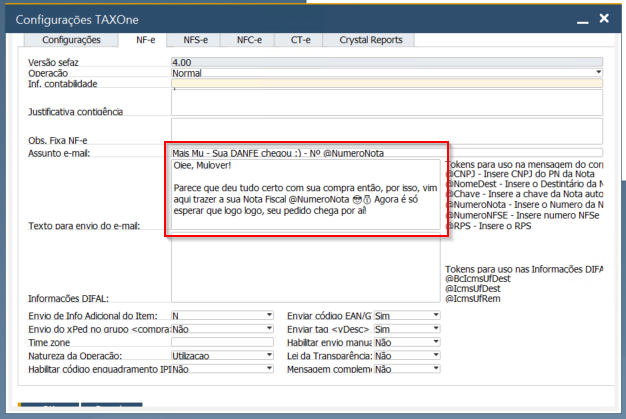 Configurações TAXOne
Configurações NF-e NFS-e NFC-e CT-e Crystal Reports
Versão sefaz 4.00
Operação Normal
Inf. contabilidade
Justificativa contigência
Obs. Fixa NF-e
Assunto e-mail: Mais Mu - Sua DANFE chegou :) - Nº @NumeroNota
Oiee, Mulover!
Parece que deu tudo certo com sua compra então, por isso, vim
aqui trazer a sua Nota Fiscal @NumeroNota Agora é só
esperar que logo logo, seu pedido chega por aí!
Texto para envio do e-mail:
Tokens para uso na mensagem do corp
@CNPJ - Insere CNPJ do PN da Nota
@NomeDest - Insere o Destintário da N
@Chave - Insere a chave da Nota auto
@NumeroNota - Insere o Numero da N
@NumeroNFSE - Insere numero NFSe
@RPS - Insere o RPS
Tokens para uso nas Informações DIFA
@BcIcmsUfDest
@IcmsUfDest
@IcmsUfRem
Informações DIFAL:
Envio de Info Adicional do Item: N Enviar código EAN/G Sim
Envio do xPed no grupo <compra Não Enviar tag <vDesc> Sim
Time zone Habilitar envio manua Não
Natureza da Operação: Utilizacao Lei da Transparência: Não
Habilitar código enquadramento IPI Não Mensagem complem Não